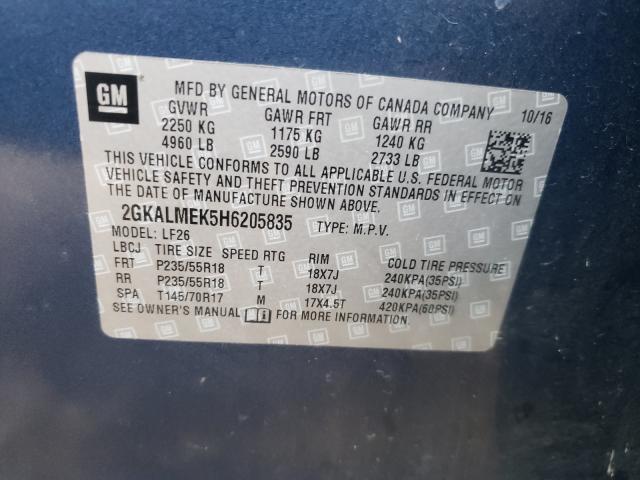 GM
MFD BY GENERAL MOTORS OF CANADA COMPANY 10/16
GVWR GAWR FRT GAWR RR
2250 KG 1175 KG 1240 KG
4960 LB 2590 LB 2733 LB
THIS VEHICLE CONFORMS TO ALL APPLICABLE U.S. FEDERAL MOTOR
VEHICLE SAFETY AND THEFT PREVENTION STANDARDS IN EFFECT ON
THE DATE OF MANUFACTURE SHOWN ABOVE.
2GKALMEK5H6205835 TYPE: M.P.V.
MODEL: LF26
LBCJ TIRE SIZE SPEED RTG RIM COLD TIRE PRESSURE
FRT P235/55R18 T 18X7J 240KPA(35PSI)
RR P235/55R18 T 18X7J 240KPA(35PSI)
SPA T145/70R17 M 17X4.5T 420KPA(60PSI)
SEE OWNER'S MANUAL FOR MORE INFORMATION.